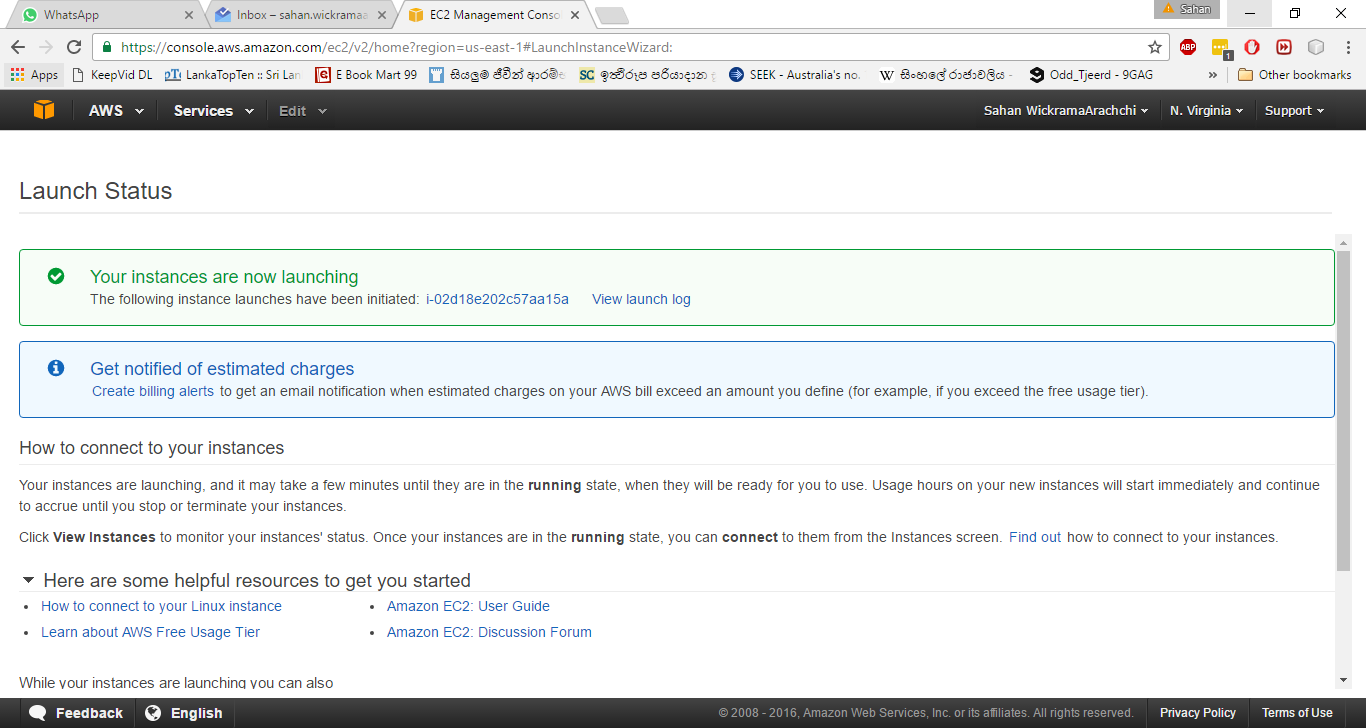 WhatsApp
Inbox – sahan.wickramaa
EC2 Management Conso
Sahan
https://console.aws.amazon.com/ec2/v2/home?region=us-east-1#LaunchInstanceWizard:
ABP
1
Apps KeepVid DL LankaTopTen :: Sri Lan E Book Mart 99 සියලුම ජීවීන් ආරම්භ SC ඉතාීරූප පරියාදාන SEEK - Australia's no. W සිංහලේ රාජාවලිය - Odd_Tjeerd - 9GAG » Other bookmarks
AWS Services Edit Sahan WickramaArachchi N. Virginia Support
Launch Status
Your instances are now launching
The following instance launches have been initiated: i-02d18e202c57aa15a View launch log
Get notified of estimated charges
Create billing alerts to get an email notification when estimated charges on your AWS bill exceed an amount you define (for example, if you exceed the free usage tier).
How to connect to your instances
Your instances are launching, and it may take a few minutes until they are in the running state, when they will be ready for you to use. Usage hours on your new instances will start immediately and continue
to accrue until you stop or terminate your instances.
Click View Instances to monitor your instances' status. Once your instances are in the running state, you can connect to them from the Instances screen. Find out how to connect to your instances.
Here are some helpful resources to get you started
• How to connect to your Linux instance • Amazon EC2: User Guide
• Learn about AWS Free Usage Tier • Amazon EC2: Discussion Forum
While your instances are launching you can also
Feedback English © 2008 - 2016, Amazon Web Services, Inc. or its affiliates. All rights reserved. Privacy Policy Terms of Use